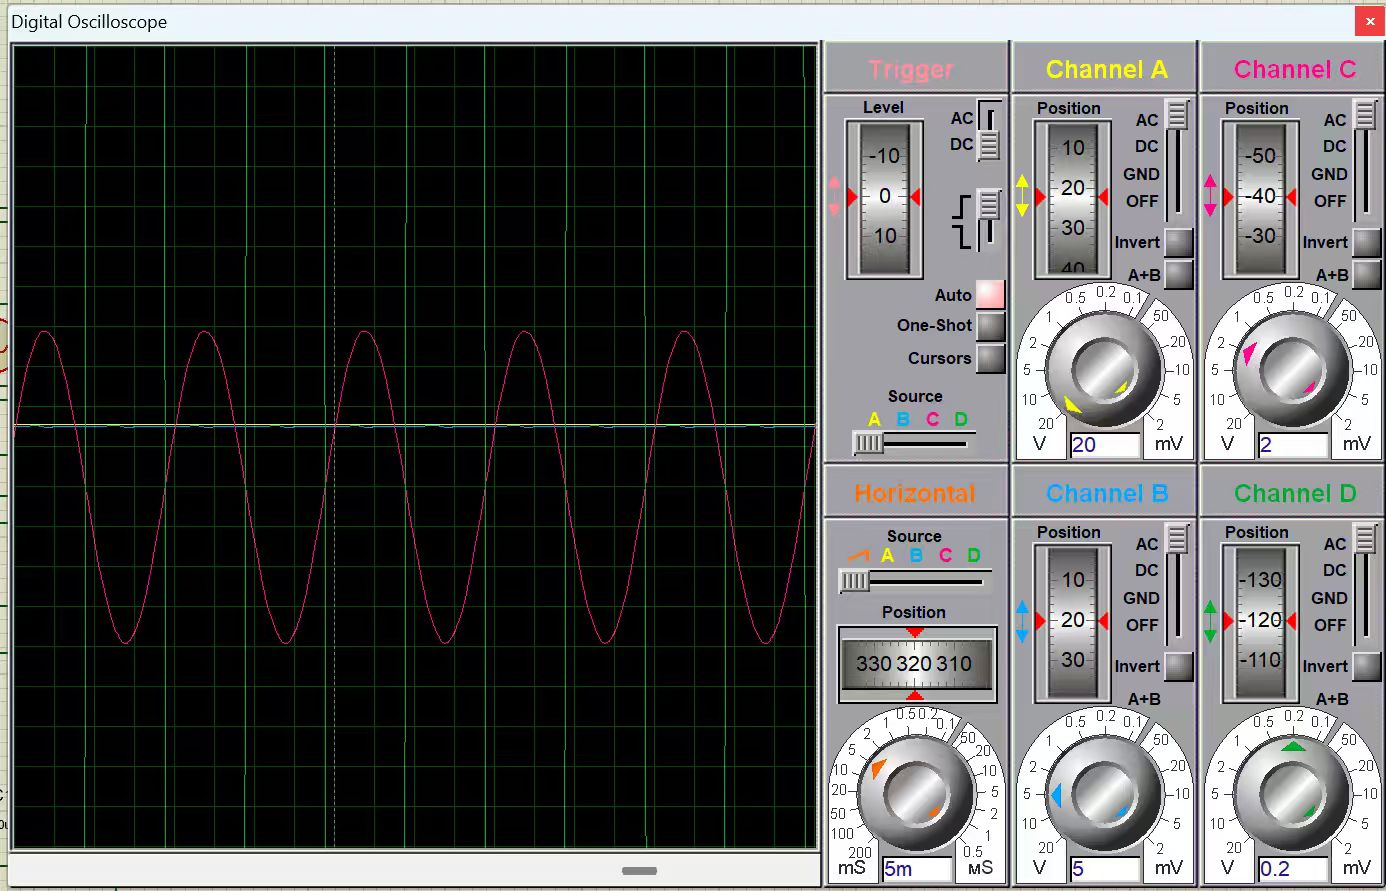 Digital Oscilloscope
Trigger
Level
AC
DC
-10
0
10
Auto
One-Shot
Cursors
Source
A B C D
Channel A
Position
10
20
30
40
AC
DC
GND
OFF
Invert
A+B
20
10
5
2
1
0.5
0.2
0.1
50
20
10
5
2
V
20
mV
Channel C
Position
-50
-40
-30
AC
DC
GND
OFF
Invert
A+B
20
10
5
2
1
0.5
0.2
0.1
50
20
10
5
2
V
2
mV
Horizontal
Source
A B C D
Position
330 320 310
200
100
50
20
10
5
2
1
0.5
0.2
0.1
50
20
10
5
2
1
0.5
mS
5m
мS
Channel B
Position
10
20
30
AC
DC
GND
OFF
Invert
A+B
20
10
5
2
1
0.5
0.2
0.1
50
20
10
5
2
V
5
mV
Channel D
Position
-130
-120
-110
AC
DC
GND
OFF
Invert
A+B
20
10
5
2
1
0.5
0.2
0.1
50
20
10
5
2
V
0.2
mV